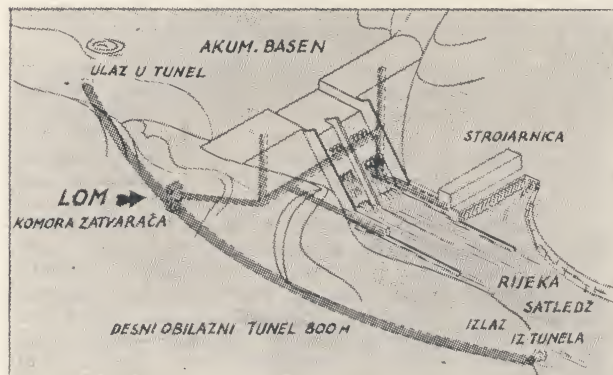 AKUM. BASEN
ULAZ U TUNEL
STROJARNICA
LOM
KOMORA ZATVARAČA
RIJEKA
SATLEDŽ
DESNI OBILAZNI TUNEL 800 M
IZLAZ
IZ TUNELA